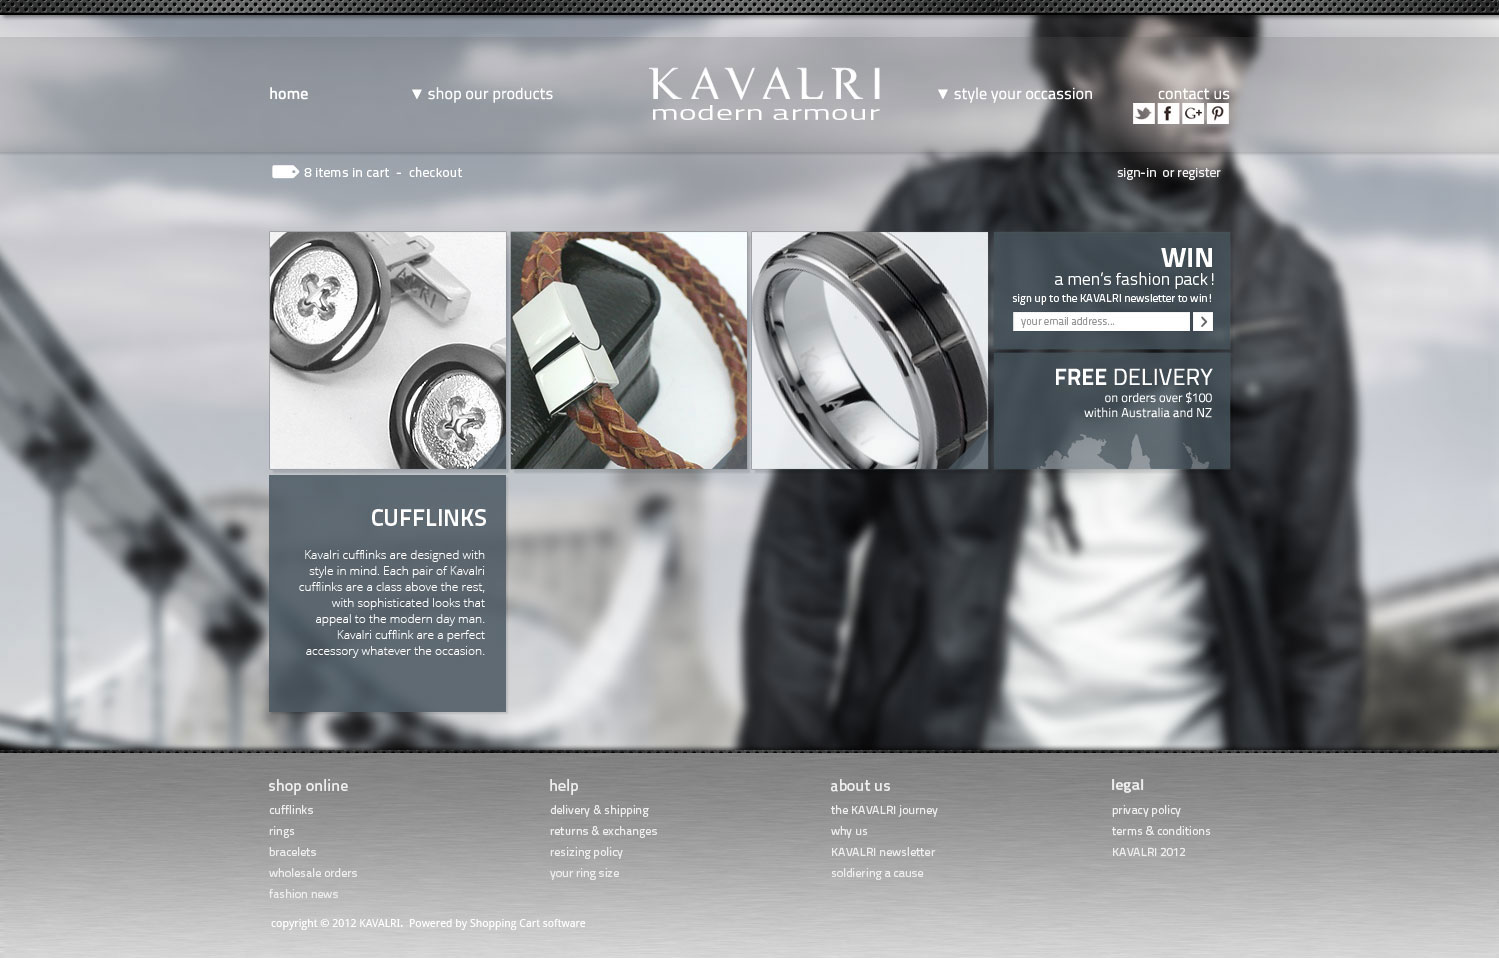 home
▼ shop our products
KAVALRI
modern armour
▼ style your occassion
contact us
8 items in cart - checkout
sign-in or register
WIN
a men's fashion pack!
sign up to the KAVALRI newsletter to win!
your email address...
FREE DELIVERY
on orders over $100
within Australia and NZ
CUFFLINKS
Kavalri cufflinks are designed with
style in mind. Each pair of Kavalri
cufflinks are a class above the rest,
with sophisticated looks that
appeal to the modern day man.
Kavalri cufflink are a perfect
accessory whatever the occasion.
shop online
cufflinks
rings
bracelets
wholesale orders
fashion news
help
delivery & shipping
returns & exchanges
resizing policy
your ring size
about us
the KAVALRI journey
why us
KAVALRI newsletter
soldiering a cause
legal
privacy policy
terms & conditions
KAVALRI 2012
copyright © 2012 KAVALRI. Powered by Shopping Cart software